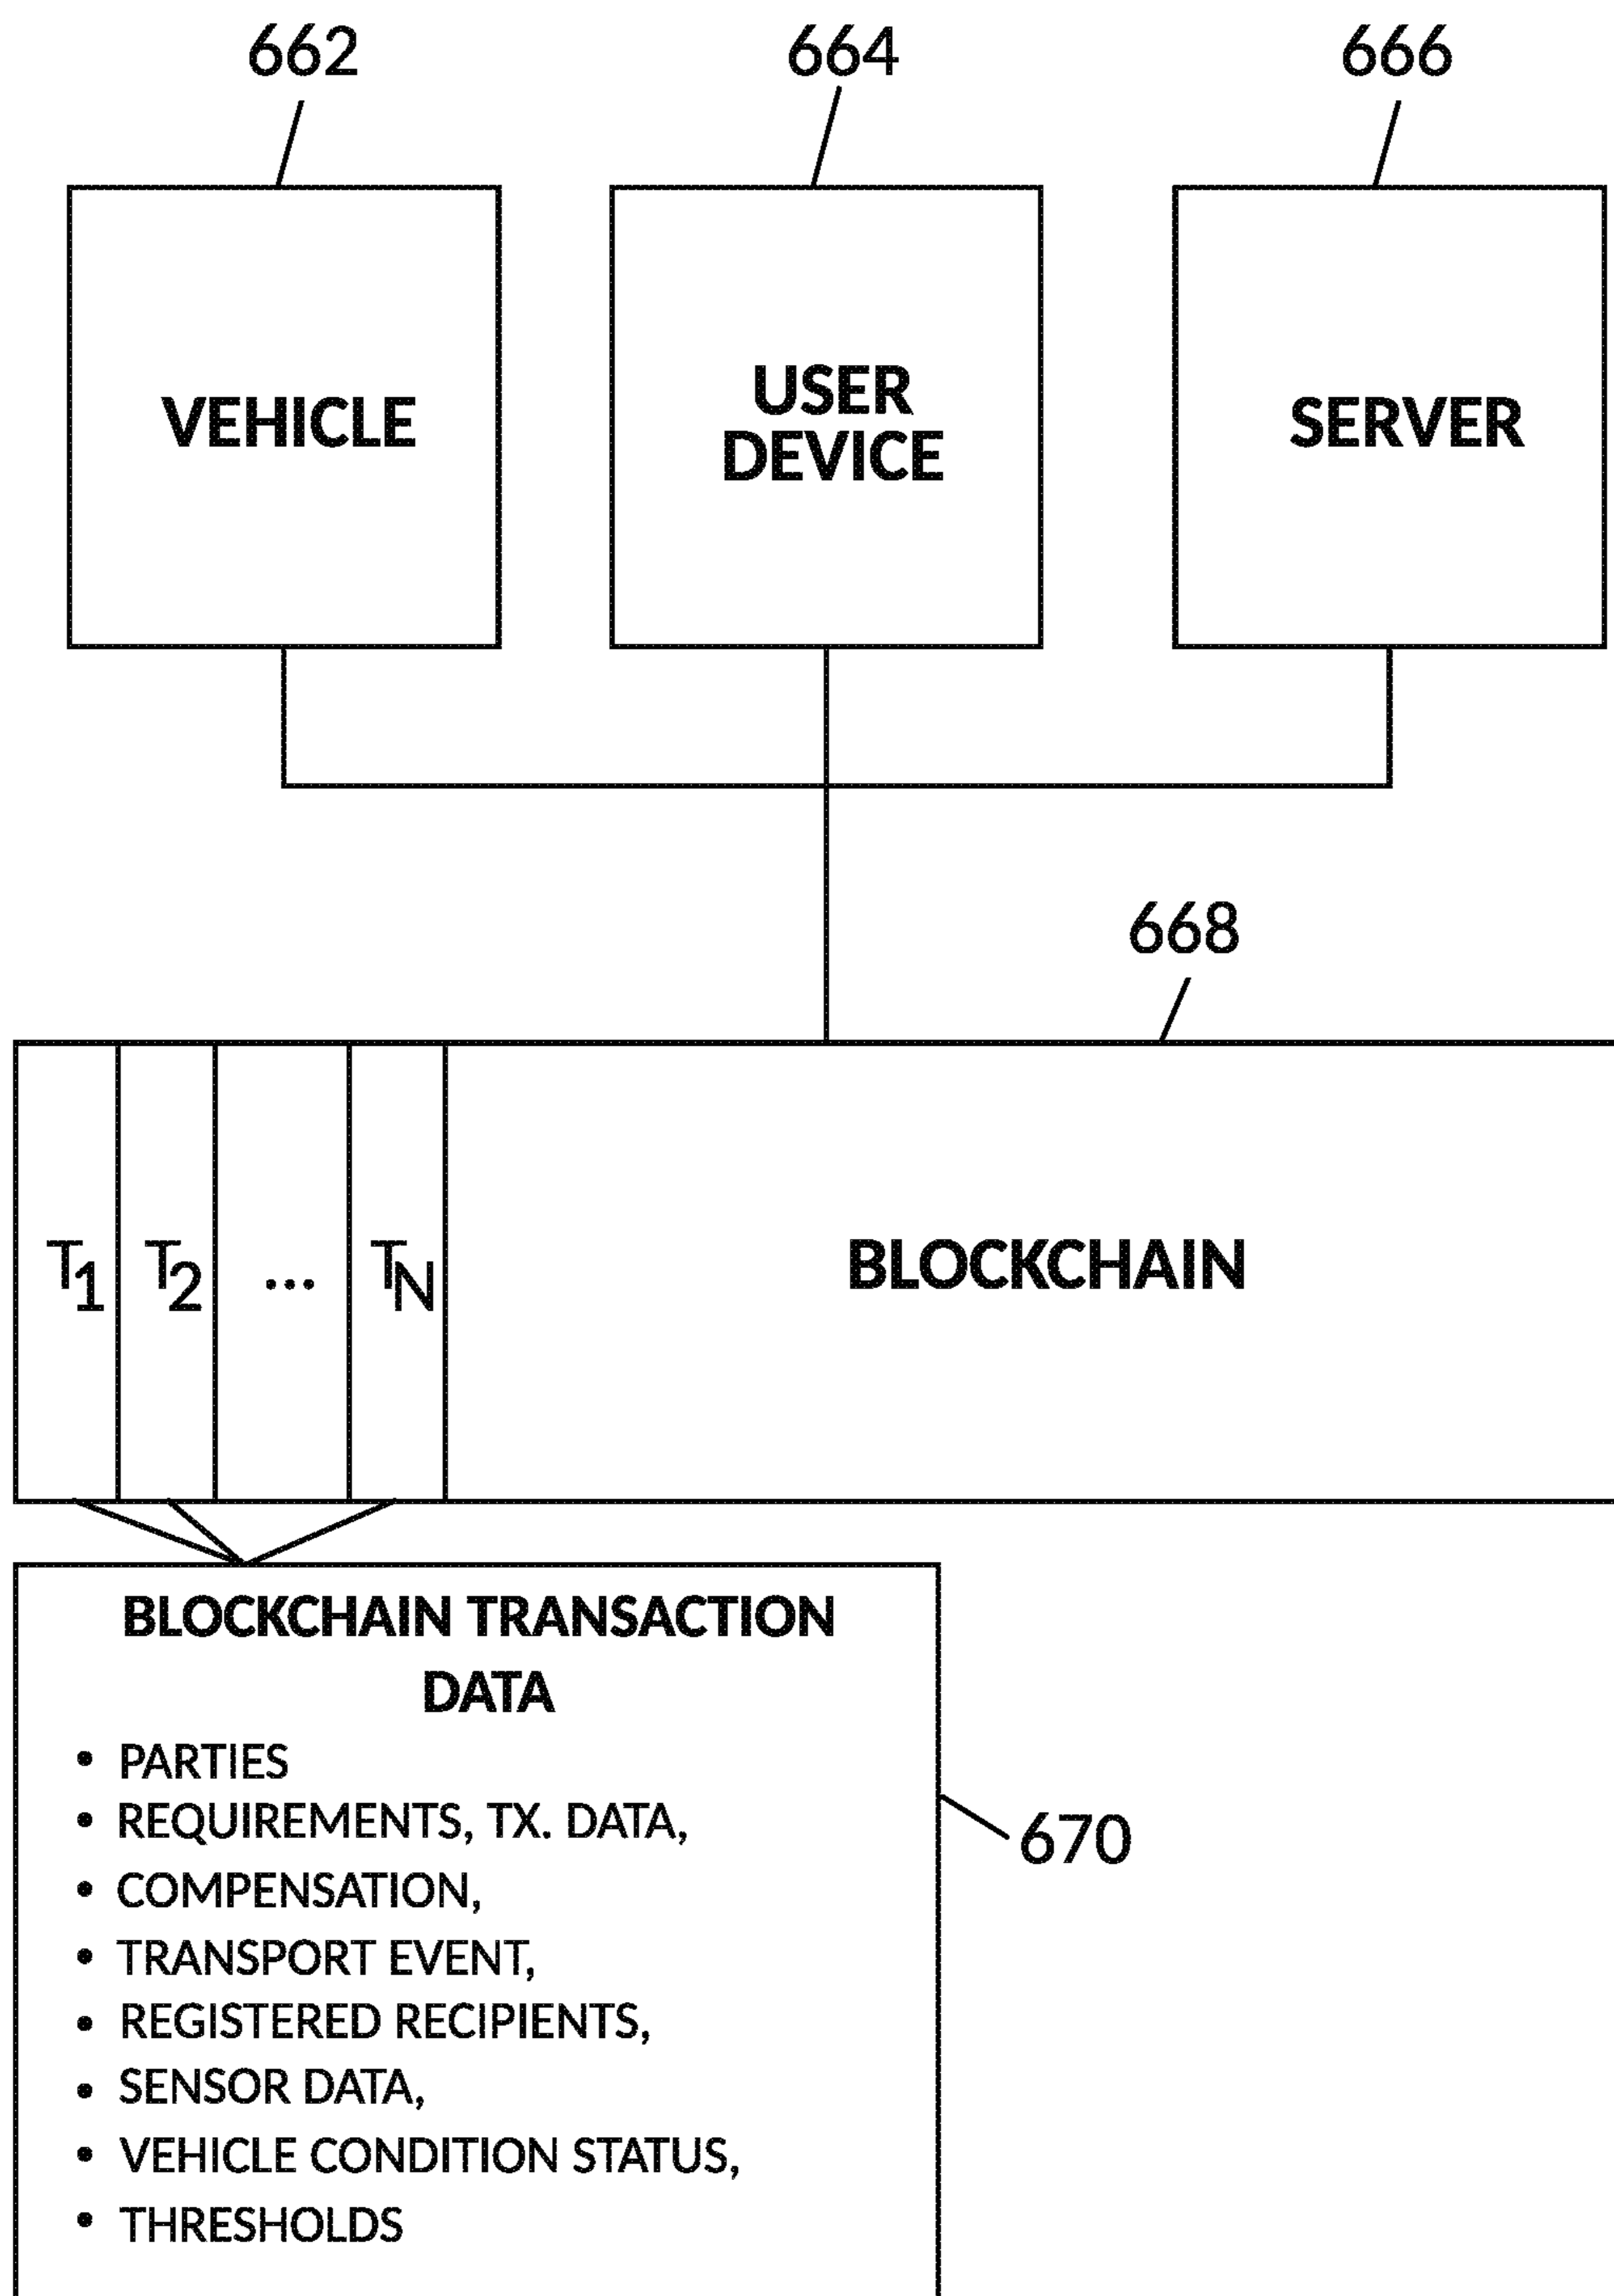 662 664 666
VEHICLE
USER
DEVICE
SERVER
668
T1 T2 ... TN
BLOCKCHAIN
BLOCKCHAIN TRANSACTION
DATA
• PARTIES
• REQUIREMENTS, TX. DATA,
• COMPENSATION,
• TRANSPORT EVENT,
• REGISTERED RECIPIENTS,
• SENSOR DATA,
• VEHICLE CONDITION STATUS,
• THRESHOLDS
670